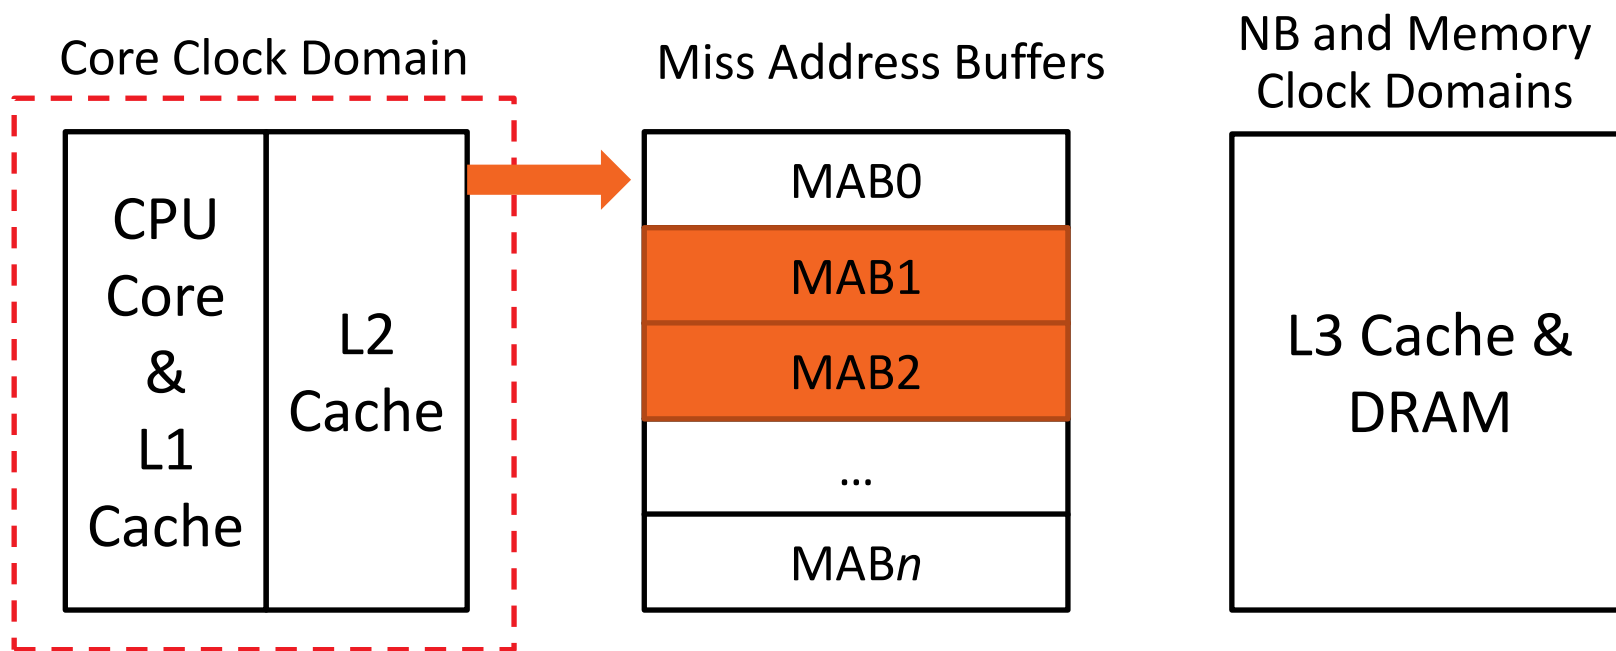 Core Clock Domain
CPU
Core
&
L1
Cache
L2
Cache
Miss Address Buffers
MAB0
MAB1
MAB2
...
MABn
NB and Memory
Clock Domains
L3 Cache &
DRAM